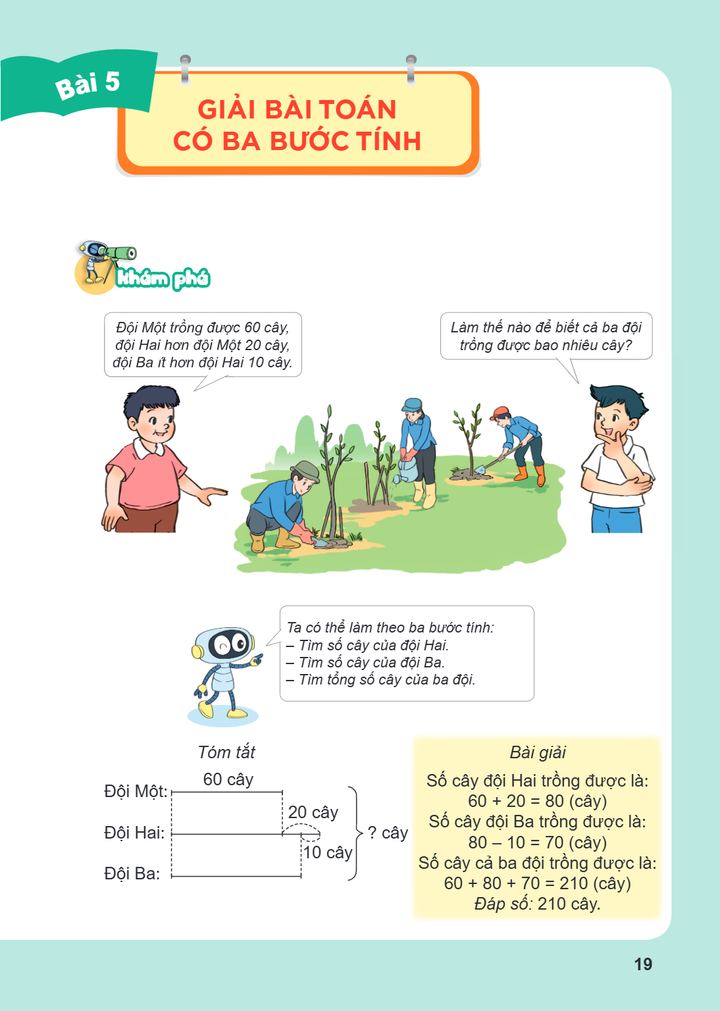 Bài 5
GIẢI BÀI TOÁN
CÓ BA BƯỚC TÍNH
khám phá
Đội Một trồng được 60 cây,
đội Hai hơn đội Một 20 cây,
đội Ba ít hơn đội Hai 10 cây.
Làm thế nào để biết cả ba đội
trồng được bao nhiêu cây?
Ta có thể làm theo ba bước tính:
– Tìm số cây của đội Hai.
– Tìm số cây của đội Ba.
– Tìm tổng số cây của ba đội.
Tóm tắt
60 cây
Đội Một:
20 cây
Đội Hai:
? cây
10 cây
Đội Ba:
Bài giải
Số cây đội Hai trồng được là:
60 + 20 = 80 (cây)
Số cây đội Ba trồng được là:
80 – 10 = 70 (cây)
Số cây cả ba đội trồng được là:
60 + 80 + 70 = 210 (cây)
Đáp số: 210 cây.
19